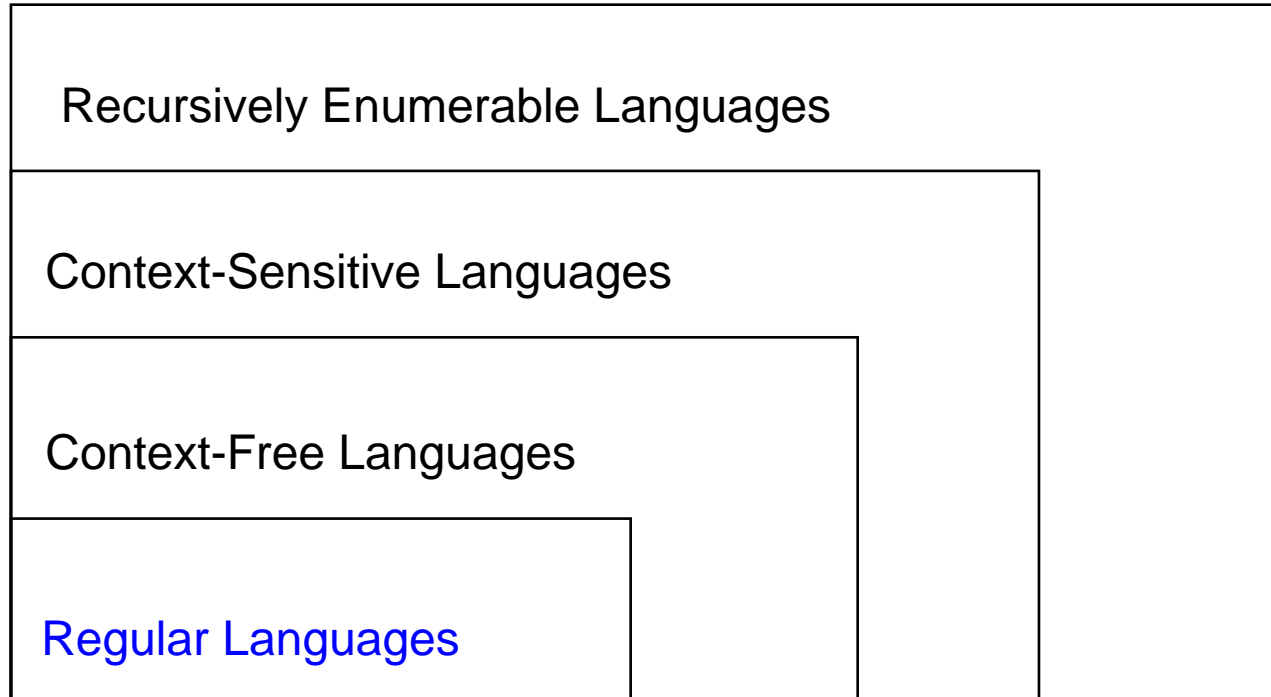 Recursively Enumerable Languages
Context-Sensitive Languages
Context-Free Languages
Regular Languages